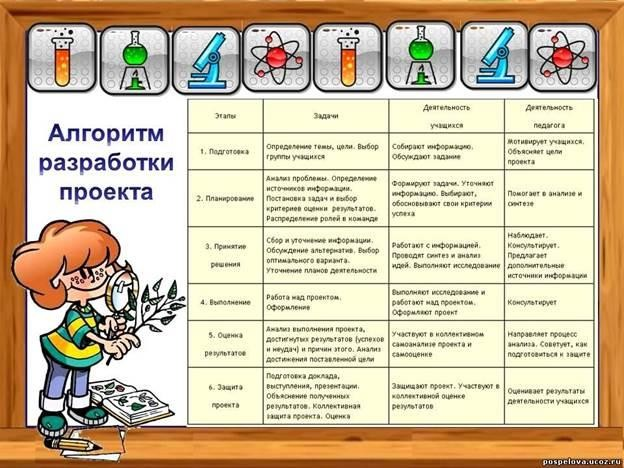 Алгоритм
разработки
проекта
Этапы
Задачи
Деятельность
учащихся
Деятельность
педагога
1. Подготовка
Определение темы, цели. Выбор
группы учащихся
Собирают информацию.
Обсуждают задание
Мотивирует учащихся.
Объясняет цели
проекта
2. Планирование
Анализ проблемы. Определение
источников информации.
Постановка задач и выбор
критериев оценки результатов.
Распределение ролей в команде
Формируют задачи. Уточняют
информацию. Выбирают,
обосновывают свои критерии
успеха
Помогает в анализе и
синтезе
3. Принятие
решения
Сбор и уточнение информации.
Обсуждение альтернатив. Выбор
оптимального варианта.
Уточнение планов деятельности
Работают с информацией.
Проводят синтез и анализ
идей. Выполняют исследование
Наблюдает.
Консультирует.
Предлагает
дополнительные
источники информации
4. Выполнение
Работа над проектом.
Оформление
Выполняют исследование и
работают над проектом.
Оформляют проект
Консультирует
5. Оценка
результатов
Анализ выполнения проекта,
достигнутых результатов (успехов
и неудач) и причин этого. Анализ
достижения поставленной цели
Участвуют в коллективном
самоанализе проекта и
самооценке
Направляет процесс
анализа. Советует, как
подготовиться к защите
6. Защита
проекта
Подготовка доклада,
выступления, презентации.
Объяснение полученных
результатов. Коллективная
защита проекта. Оценка
Защищают проект. Участвуют в
коллективной оценке
результатов
Оценивает результаты
деятельности учащихся
pospelova.ucoz.ru